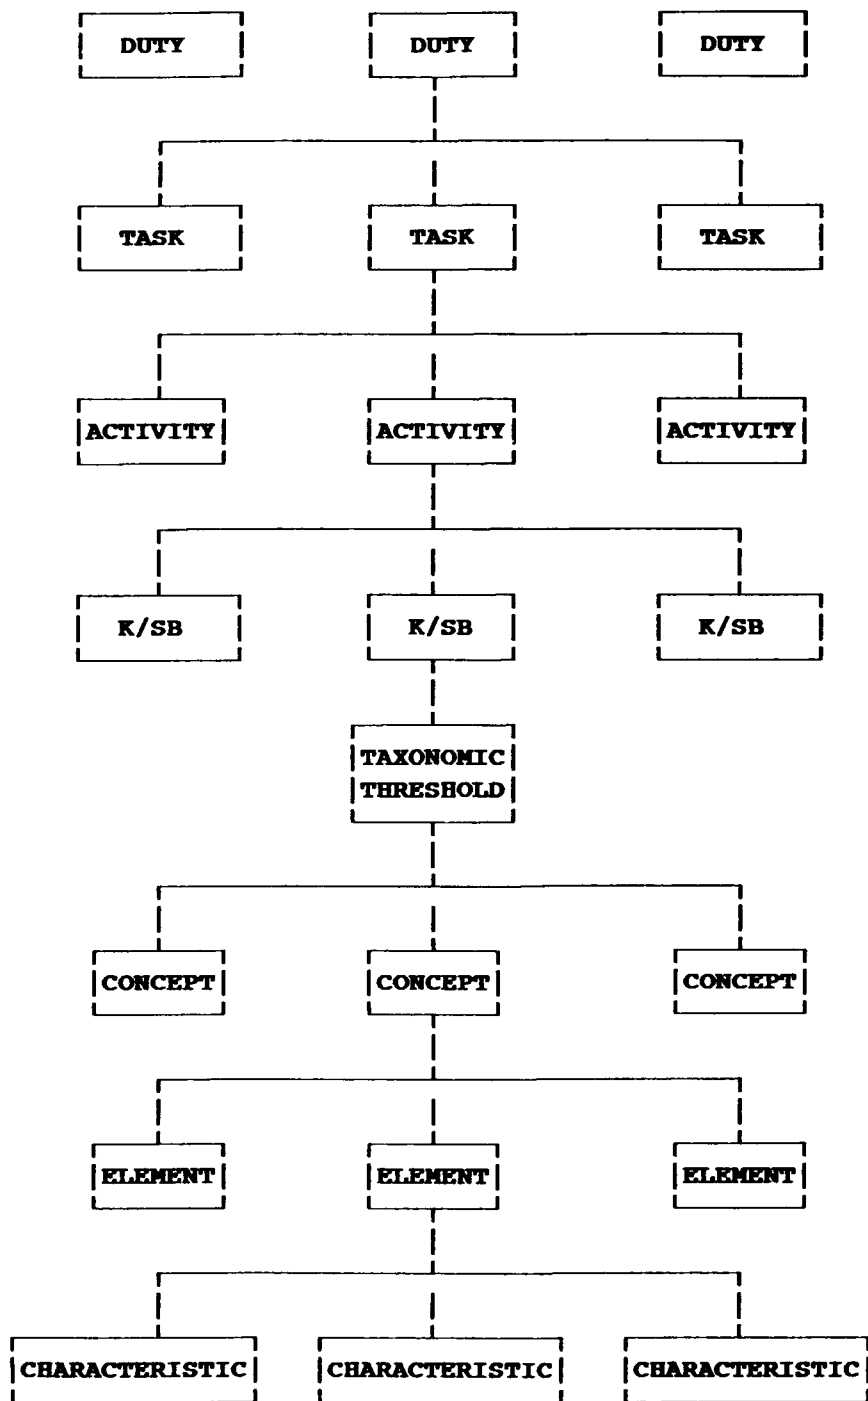 DUTY DUTY DUTY
TASK TASK TASK
ACTIVITY ACTIVITY ACTIVITY
K/SB K/SB K/SB
TAXONOMIC
THRESHOLD
CONCEPT CONCEPT CONCEPT
ELEMENT ELEMENT ELEMENT
CHARACTERISTIC CHARACTERISTIC CHARACTERISTIC